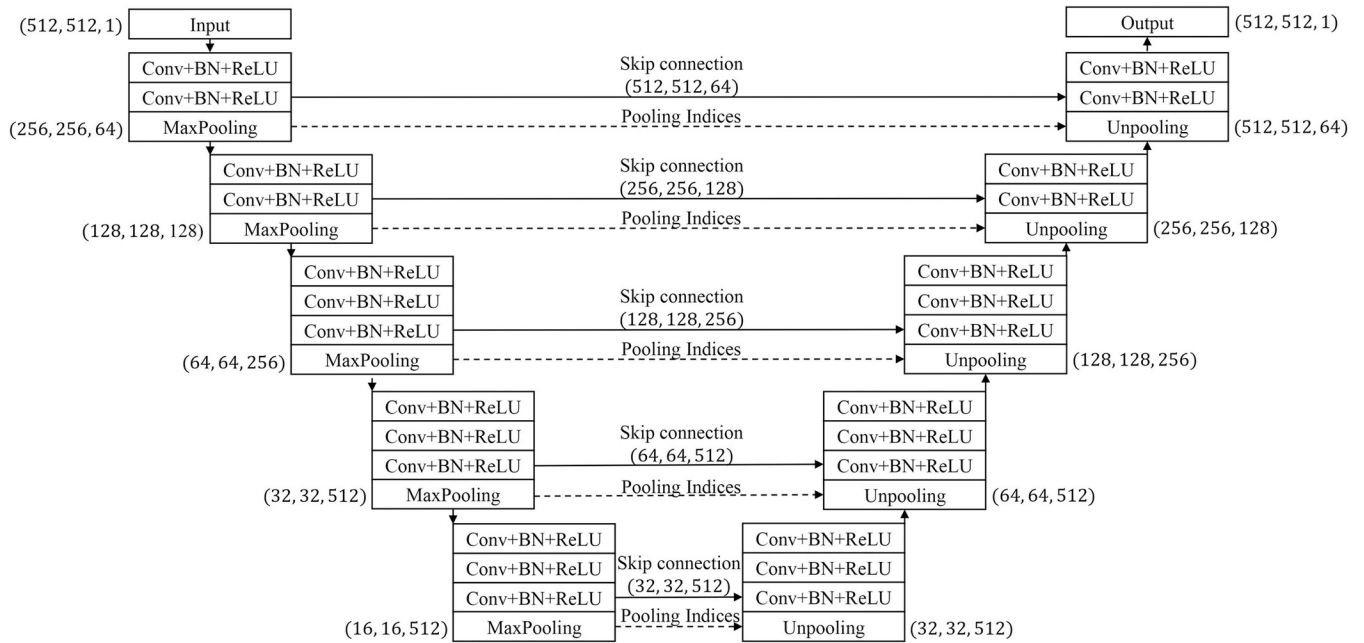 (512, 512, 1) Input Output (512, 512, 1)
Conv+BN+ReLU Skip connection Conv+BN+ReLU
(512, 512, 64)
Conv+BN+ReLU Conv+BN+ReLU
Pooling Indices
(256, 256, 64) MaxPooling Unpooling (512, 512, 64)
Conv+BN+ReLU Skip connection Conv+BN+ReLU
(256, 256, 128)
Conv+BN+ReLU Conv+BN+ReLU
Pooling Indices
(128, 128, 128) MaxPooling Unpooling (256, 256, 128)
Conv+BN+ReLU Conv+BN+ReLU
Conv+BN+ReLU Skip connection Conv+BN+ReLU
(128, 128, 256)
Conv+BN+ReLU Conv+BN+ReLU
Pooling Indices
(64, 64, 256) MaxPooling Unpooling (128, 128, 256)
Conv+BN+ReLU Conv+BN+ReLU
Conv+BN+ReLU Skip connection Conv+BN+ReLU
(64, 64, 512)
Conv+BN+ReLU Conv+BN+ReLU
Pooling Indices
(32, 32, 512) MaxPooling Unpooling (64, 64, 512)
Conv+BN+ReLU Conv+BN+ReLU
Conv+BN+ReLU Skip connection Conv+BN+ReLU
(32, 32, 512)
Conv+BN+ReLU Conv+BN+ReLU
Pooling Indices
(16, 16, 512) MaxPooling Unpooling (32, 32, 512)